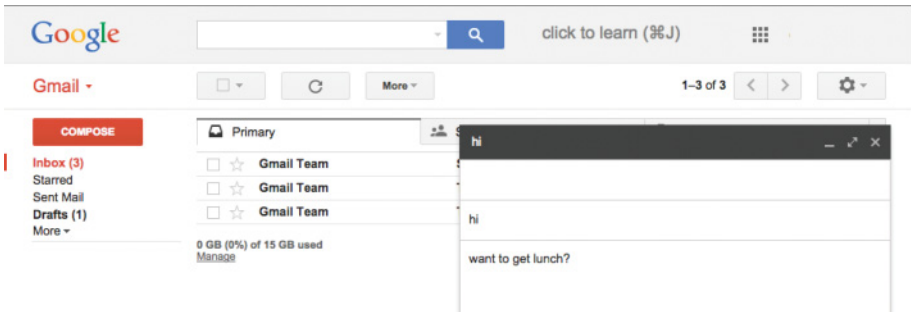 Google
click to learn (⌘J)
Gmail
More
1–3 of 3
COMPOSE
Inbox (3)
Starred
Sent Mail
Drafts (1)
More
Primary
Gmail Team
Gmail Team
Gmail Team
0 GB (0%) of 15 GB used
Manage
hi
hi
want to get lunch?